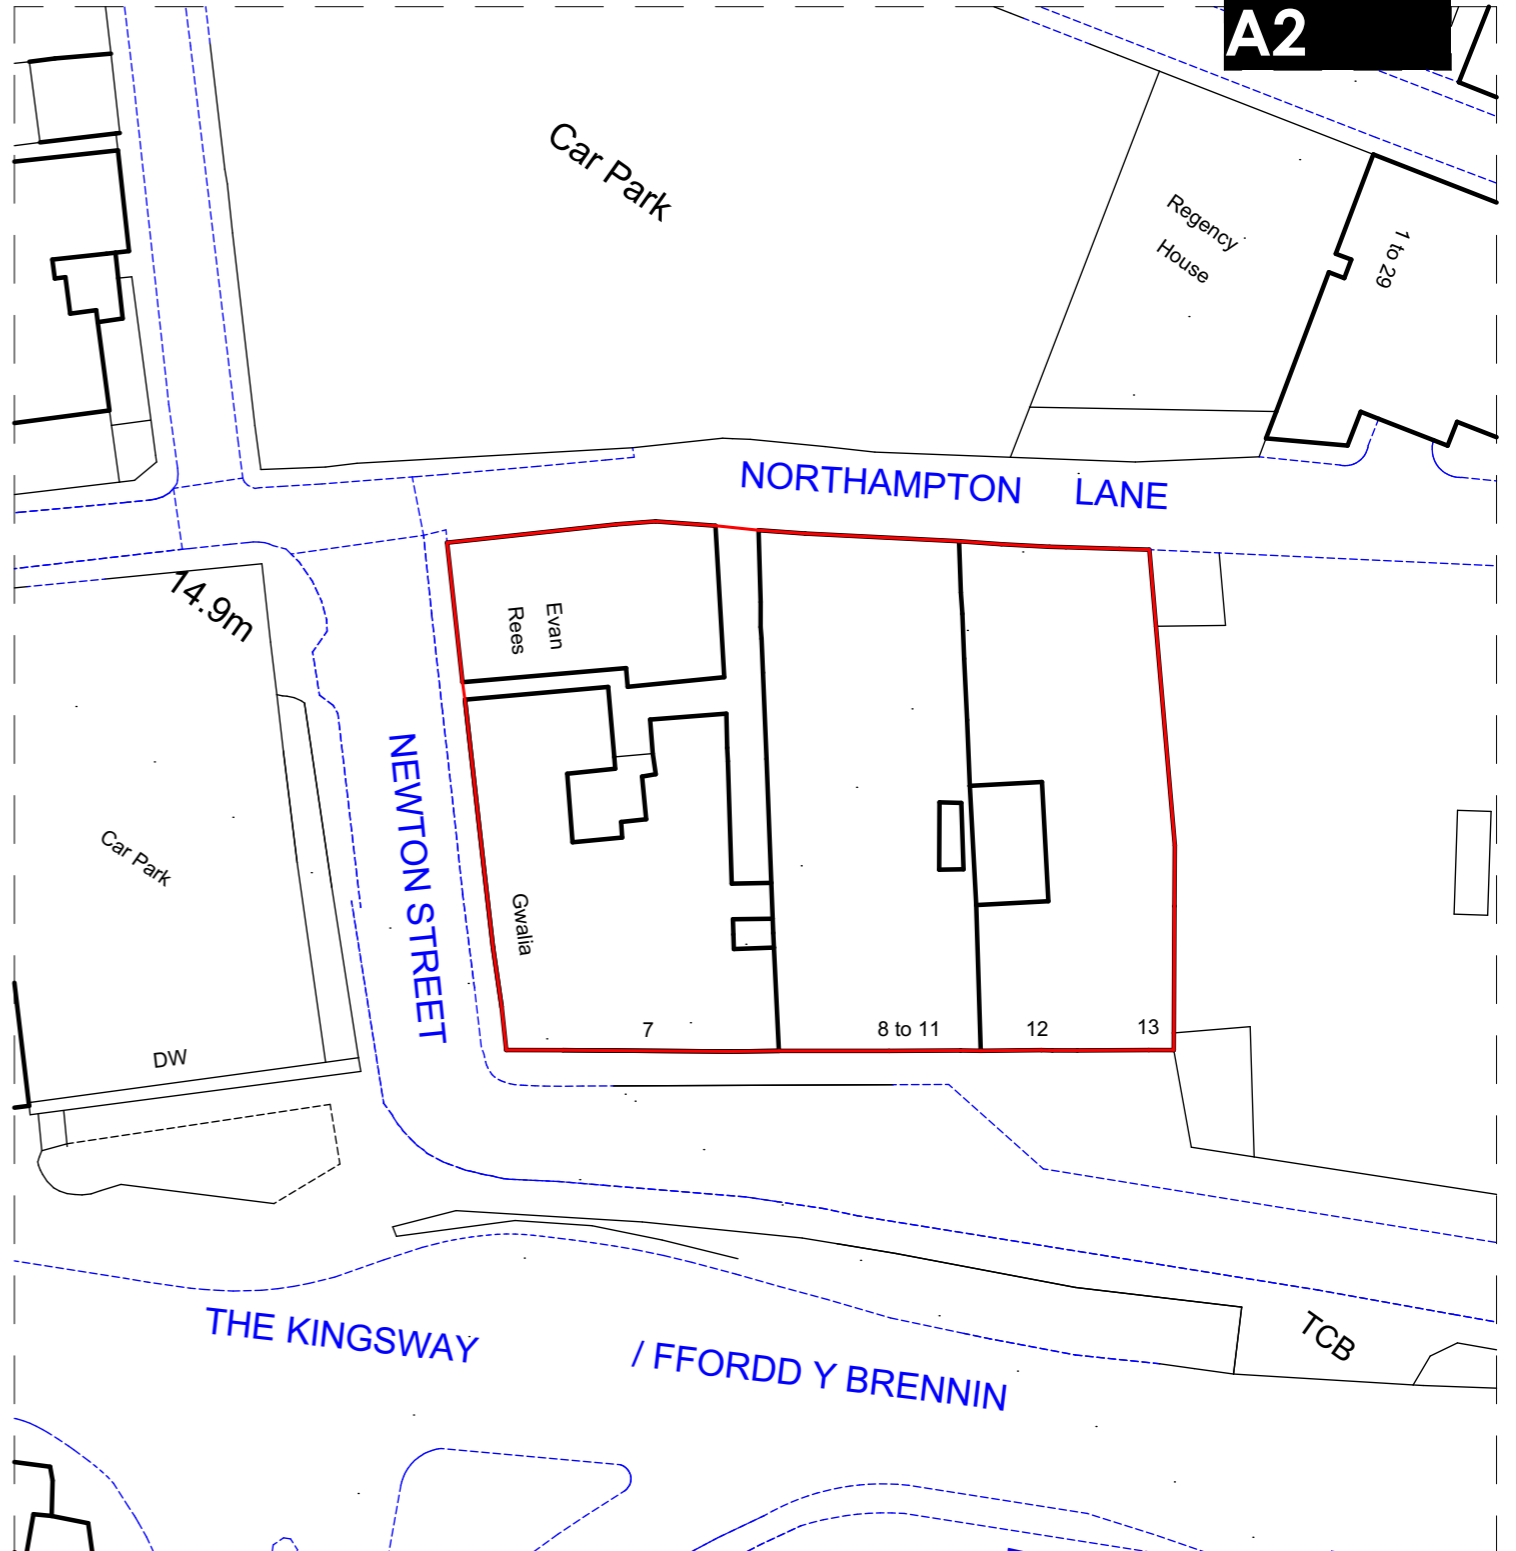 A2
Car Park
Regency
House
1 to 29
NORTHAMPTON LANE
14.9m
Evan
Rees
NEWTON STREET
Car Park
Gwalia
7
8 to 11
12
13
DW
THE KINGSWAY / FFORDD Y BRENNIN
TCB